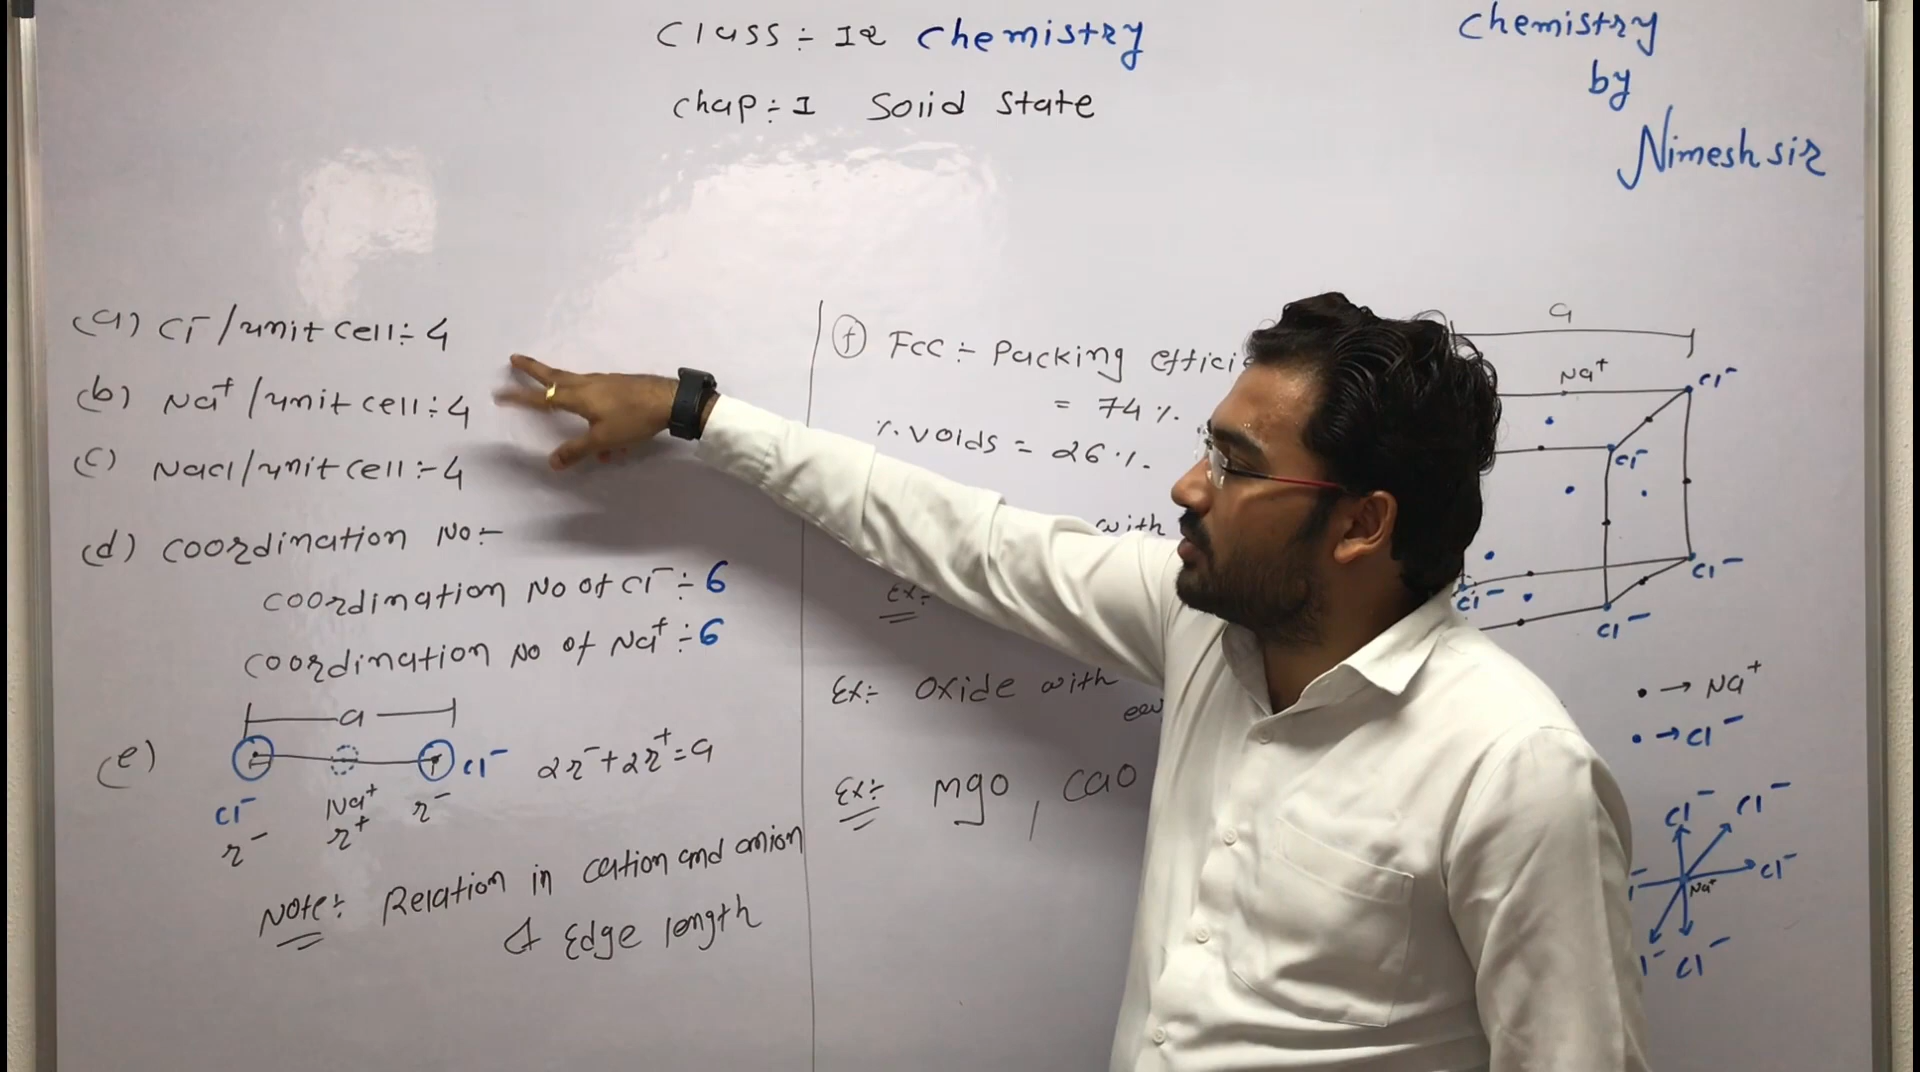 Class :- 12 Chemistry
Chap :- 1 Solid State
Chemistry
by
Nimesh sir
(a) Cl⁻ / unit cell :- 4
(b) Na⁺ / unit cell :- 4
(c) NaCl / unit cell :- 4
(d) Coordination No :-
Coordination No of Cl⁻ :- 6
Coordination No of Na⁺ :- 6
(e)
a
Cl⁻
2r⁻ + 2r⁺ = a
Cl⁻ Na⁺ r⁻
r⁻ r⁺
Note :- Relation in cation and anion
& Edge length
(f) Fcc :- Packing effici
= 74 %.
% voids = 26 %.
with
Ex :-
Ex :- Oxide with
Ex :- MgO, CaO
a
Na⁺ Cl⁻
Cl⁻
Cl⁻
Cl⁻
Cl⁻
• → Na⁺
• → Cl⁻
Cl⁻ Cl⁻
Na⁺ Cl⁻
l⁻ Cl⁻